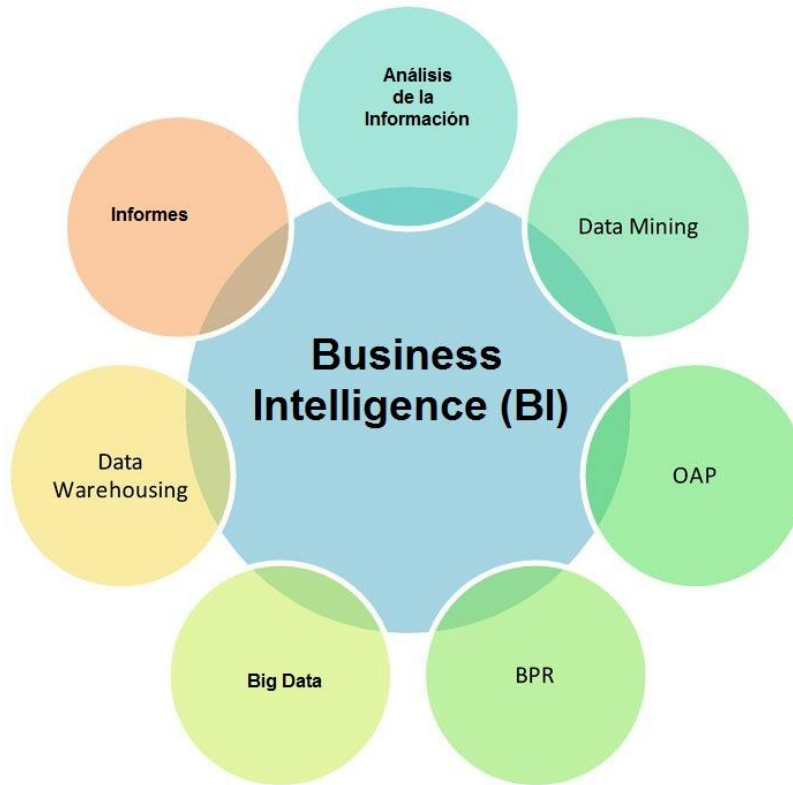 Análisis
de la
Información
Informes
Data Mining
Business
Intelligence (BI)
Data
Warehousing
OAP
Big Data
BPR